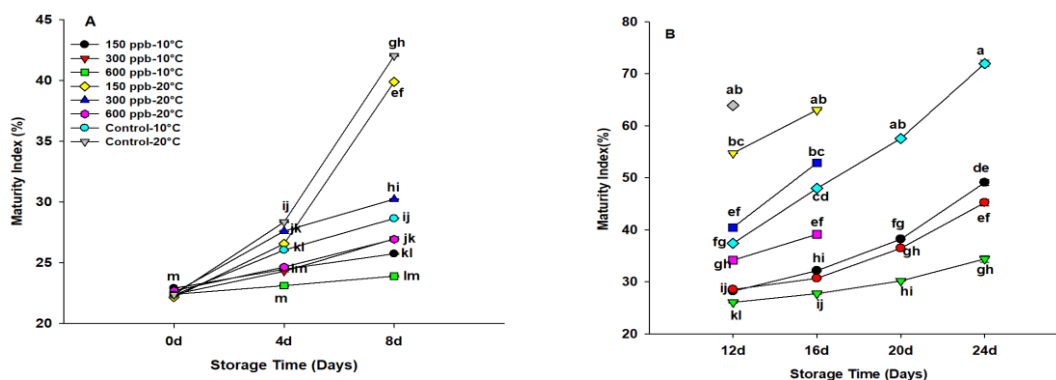 A
45
40
35
30
25
20
Maturity Index (%)
150 ppb-10°C
300 ppb-10°C
600 ppb-10°C
150 ppb-20°C
300 ppb-20°C
600 ppb-20°C
Control-10°C
Control-20°C
gh
ef
hi
ij
ij
jk
jk
kl
kl
lm
lm
m
m
0d 4d 8d
Storage Time (Days)
B
80
70
60
50
40
30
20
Maturity Index(%)
a
ab
ab
ab
bc
bc
cd
de
ef
ef
ef
fg
fg
gh
gh
gh
hi
hi
ij
ij
kl
12d 16d 20d 24d
Storage Time (Days)